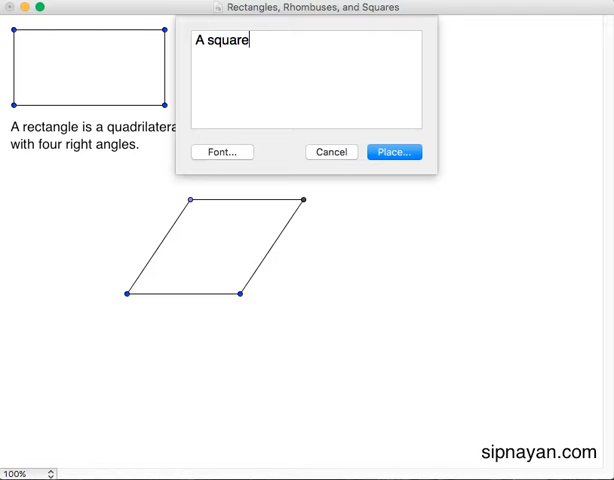 Rectangles, Rhombuses, and Squares
A square
A rectangle is a quadrilatera
with four right angles.
Font...
Cancel
Place...
sipnayan.com
100%